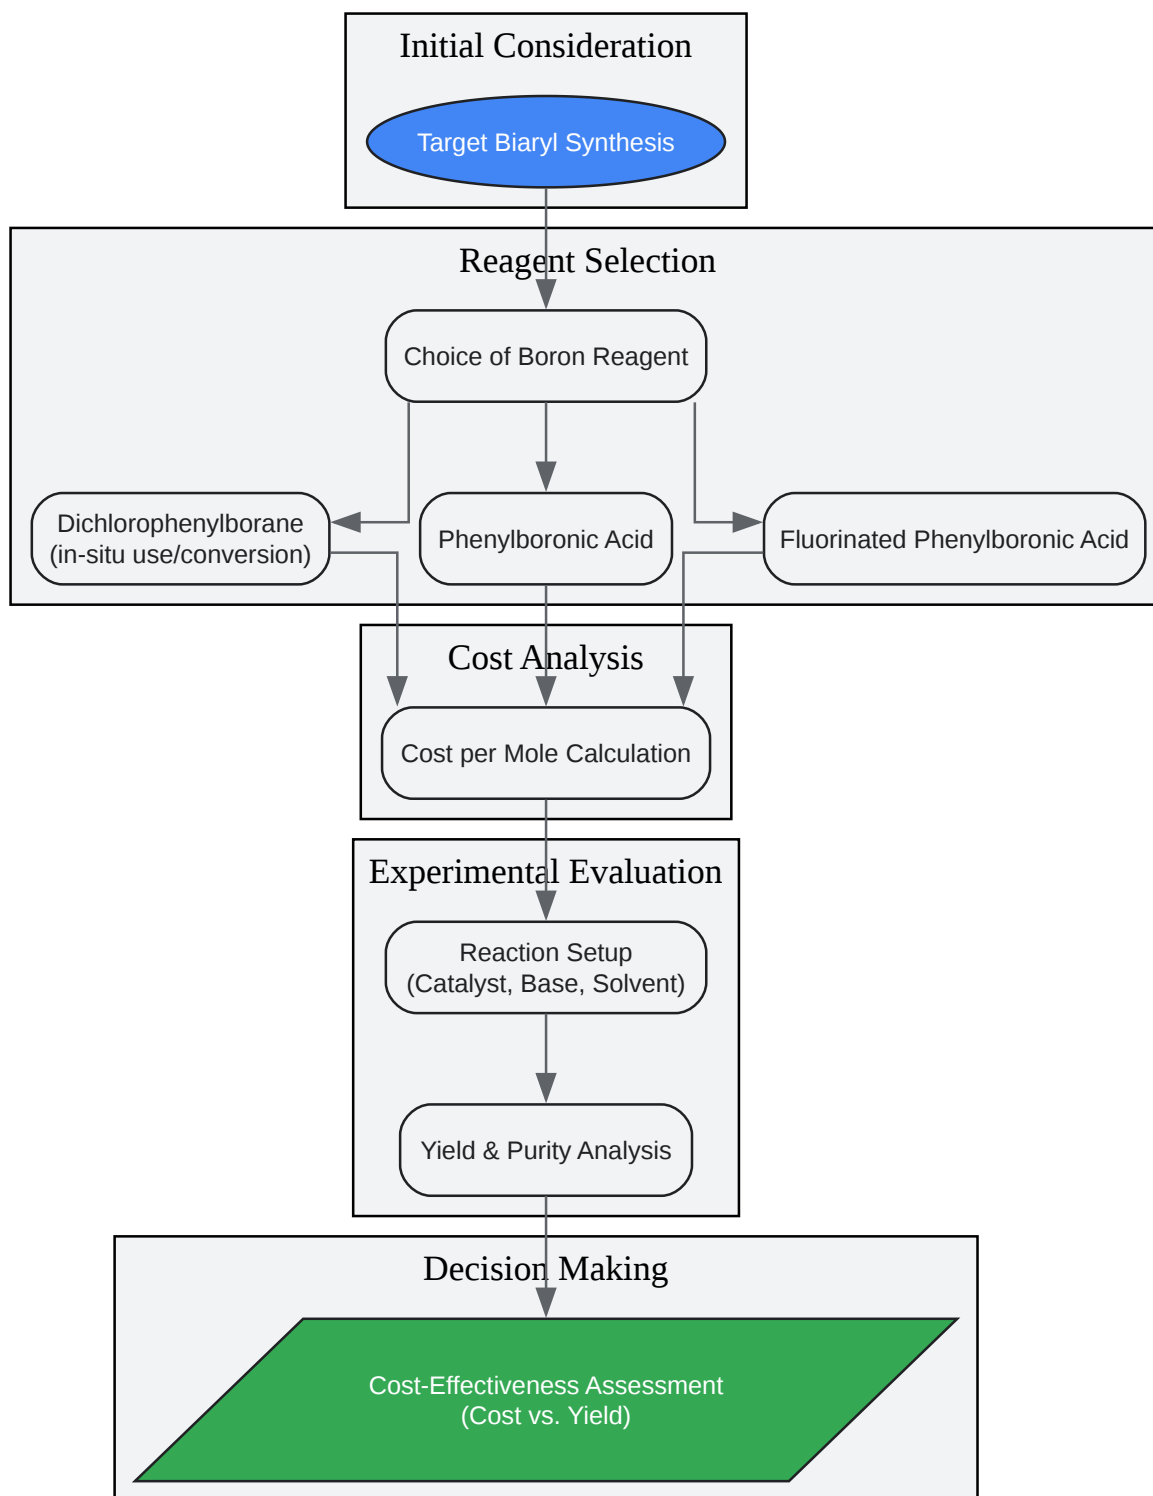 Initial Consideration
Target Biaryl Synthesis
Reagent Selection
Choice of Boron Reagent
Dichlorophenylborane
(in-situ use/conversion)
Phenylboronic Acid
Fluorinated Phenylboronic Acid
Cost Analysis
Cost per Mole Calculation
Experimental Evaluation
Reaction Setup
(Catalyst, Base, Solvent)
Yield & Purity Analysis
Decision Making
Cost-Effectiveness Assessment
(Cost vs. Yield)